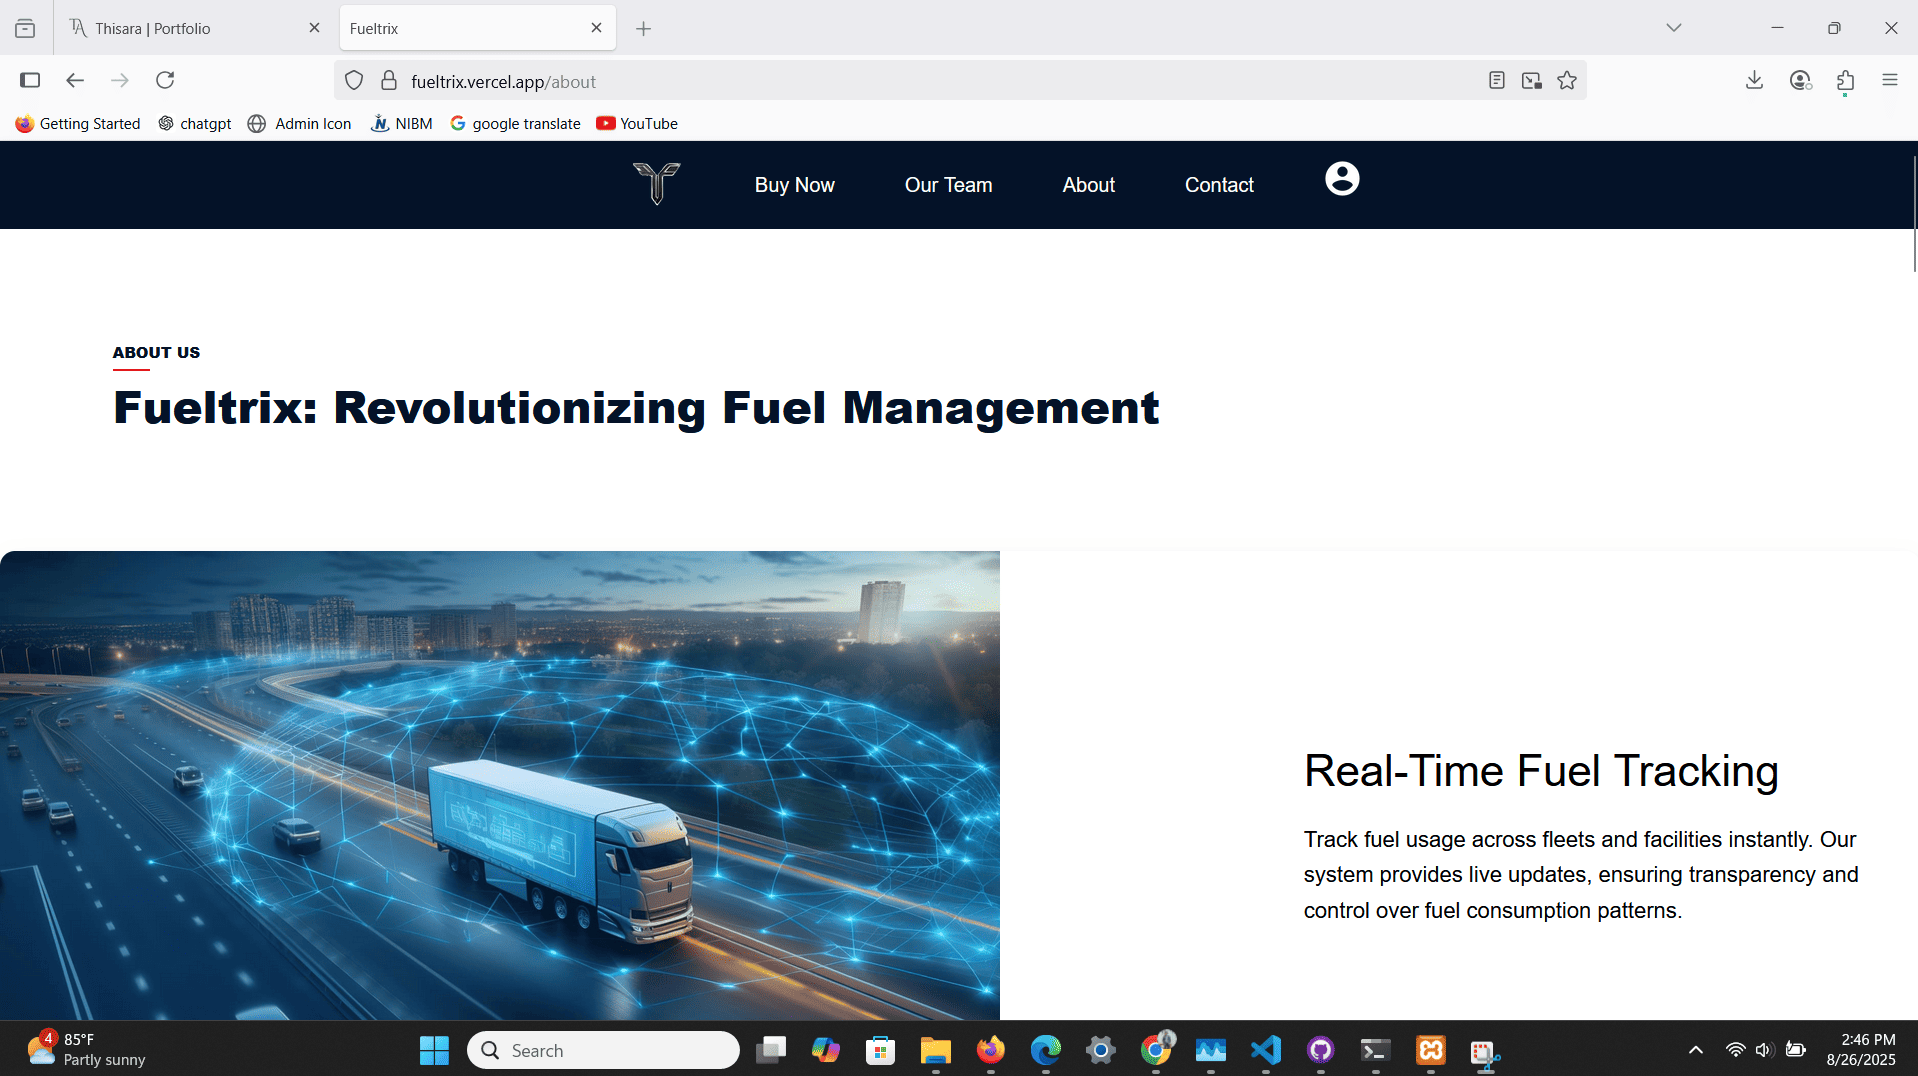 Thisara | Portfolio
Fueltrix
fueltrix.vercel.app/about
Getting Started
chatgpt
Admin Icon
NIBM
google translate
YouTube
Buy Now
Our Team
About
Contact
ABOUT US
Fueltrix: Revolutionizing Fuel Management
Real-Time Fuel Tracking
Track fuel usage across fleets and facilities instantly. Our
system provides live updates, ensuring transparency and
control over fuel consumption patterns.
4
85°F
Partly sunny
Search
2:46 PM
8/26/2025